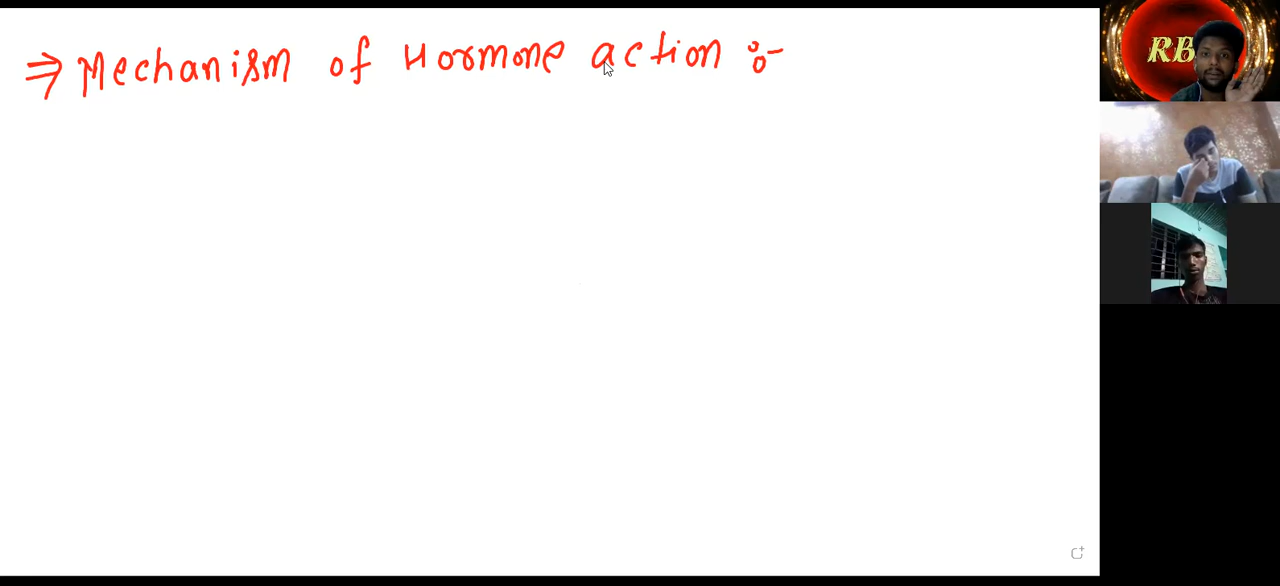 ⇒ Mechanism of Hormone action :-
RB